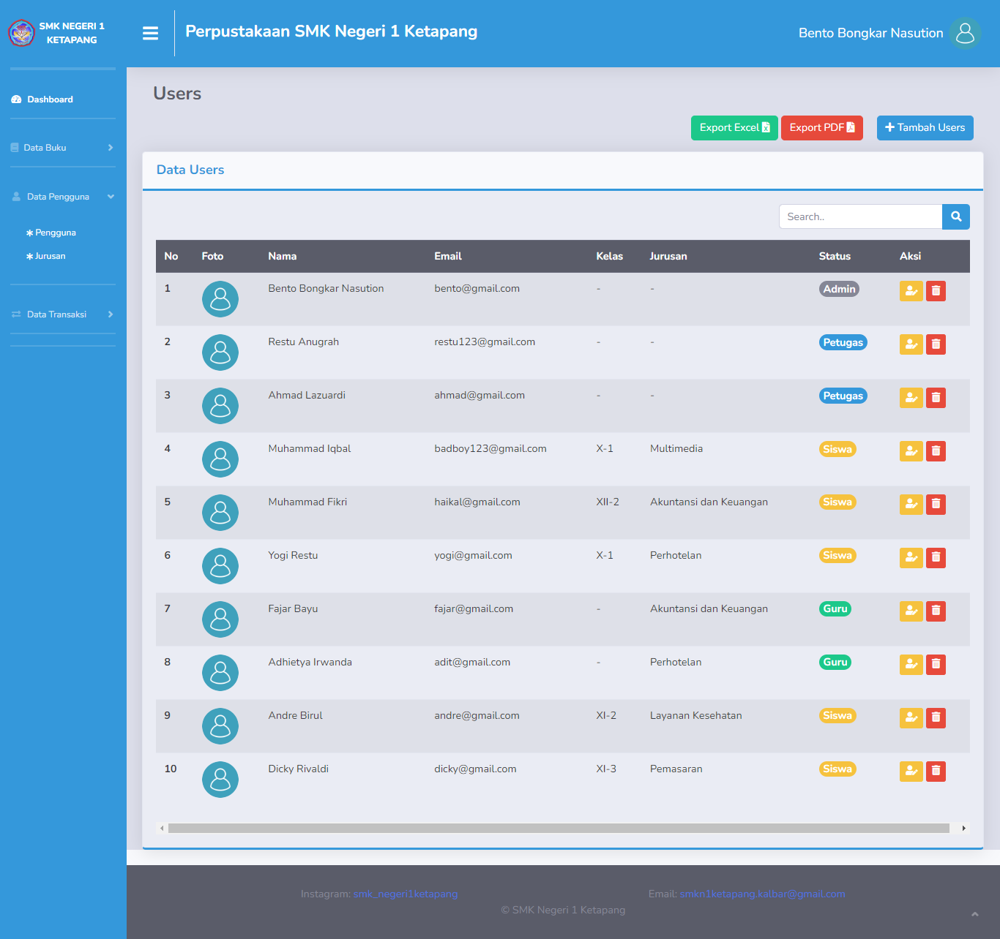 SMK NEGERI 1
KETAPANG
Perpustakaan SMK Negeri 1 Ketapang
Bento Bongkar Nasution
Dashboard
Data Buku
Data Pengguna
Pengguna
Jurusan
Data Transaksi
Users
Export Excel
Export PDF
Tambah Users
Data Users
Search..
No Foto Nama Email Kelas Jurusan Status Aksi
1 Bento Bongkar Nasution bento@gmail.com - - Admin
2 Restu Anugrah restu123@gmail.com - - Petugas
3 Ahmad Lazuardi ahmad@gmail.com - - Petugas
4 Muhammad Iqbal badboy123@gmail.com X-1 Multimedia Siswa
5 Muhammad Fikri haikal@gmail.com XII-2 Akuntansi dan Keuangan Siswa
6 Yogi Restu yogi@gmail.com X-1 Perhotelan Siswa
7 Fajar Bayu fajar@gmail.com - Akuntansi dan Keuangan Guru
8 Adhietya Irwanda adit@gmail.com - Perhotelan Guru
9 Andre Birul andre@gmail.com XI-2 Layanan Kesehatan Siswa
10 Dicky Rivaldi dicky@gmail.com XI-3 Pemasaran Siswa
Instagram: smk_negeri1ketapang
Email: smkn1ketapang.kalbar@gmail.com
© SMK Negeri 1 Ketapang